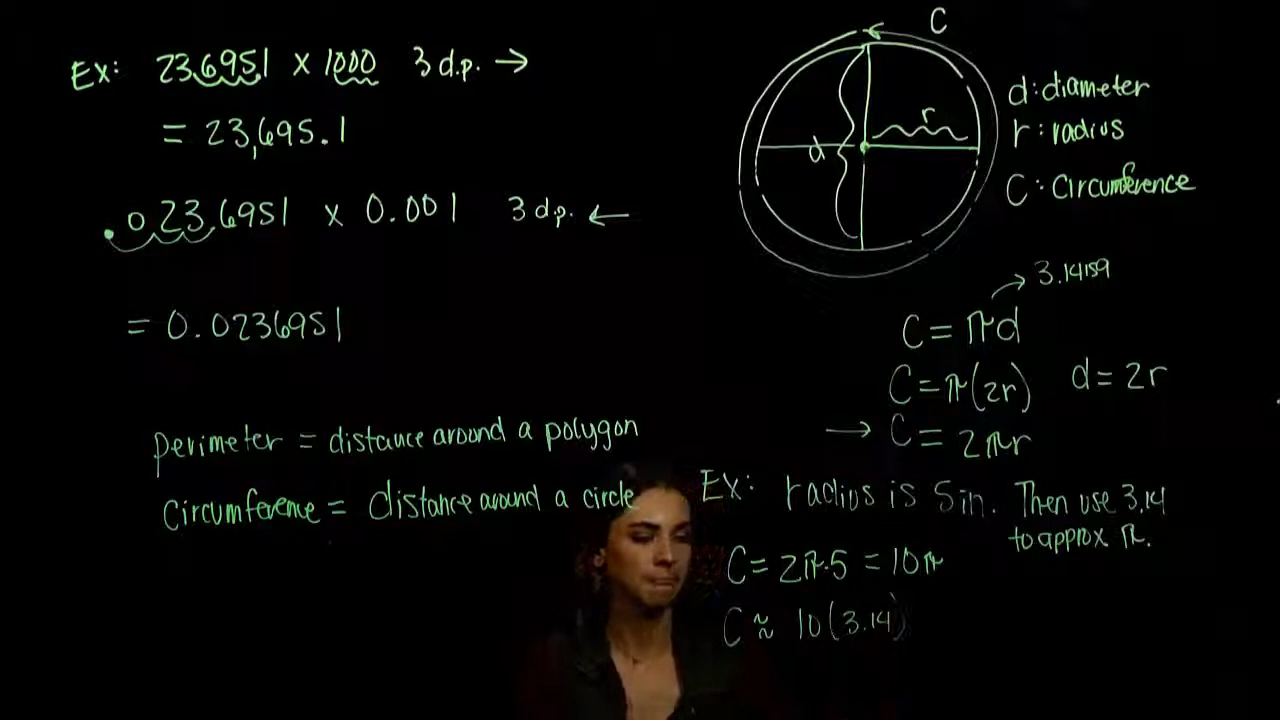 Ex: 23.6951 x 1000 3 d.p. →
= 23,695.1
.023.6951 x 0.001 3 d.p. ←
= 0.0236951
perimeter = distance around a polygon
circumference = distance around a circle
C
r
d
d: diameter
r: radius
C: circumference
3.14159
C = πd
C = π(2r) d = 2r
→ C = 2πr
Ex: radius is 5in. Then use 3.14
to approx π.
C = 2π·5 = 10π
C ≈ 10(3.14)